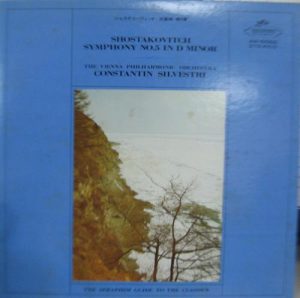 SHOSTAKOVITCH
SYMPHONY NO.5 IN D MINOR
THE VIENNA PHILHARMONIC ORCHESTRA
CONSTANTIN SILVESTRI
THE SERAPHIM GUIDE TO THE CLASSICS